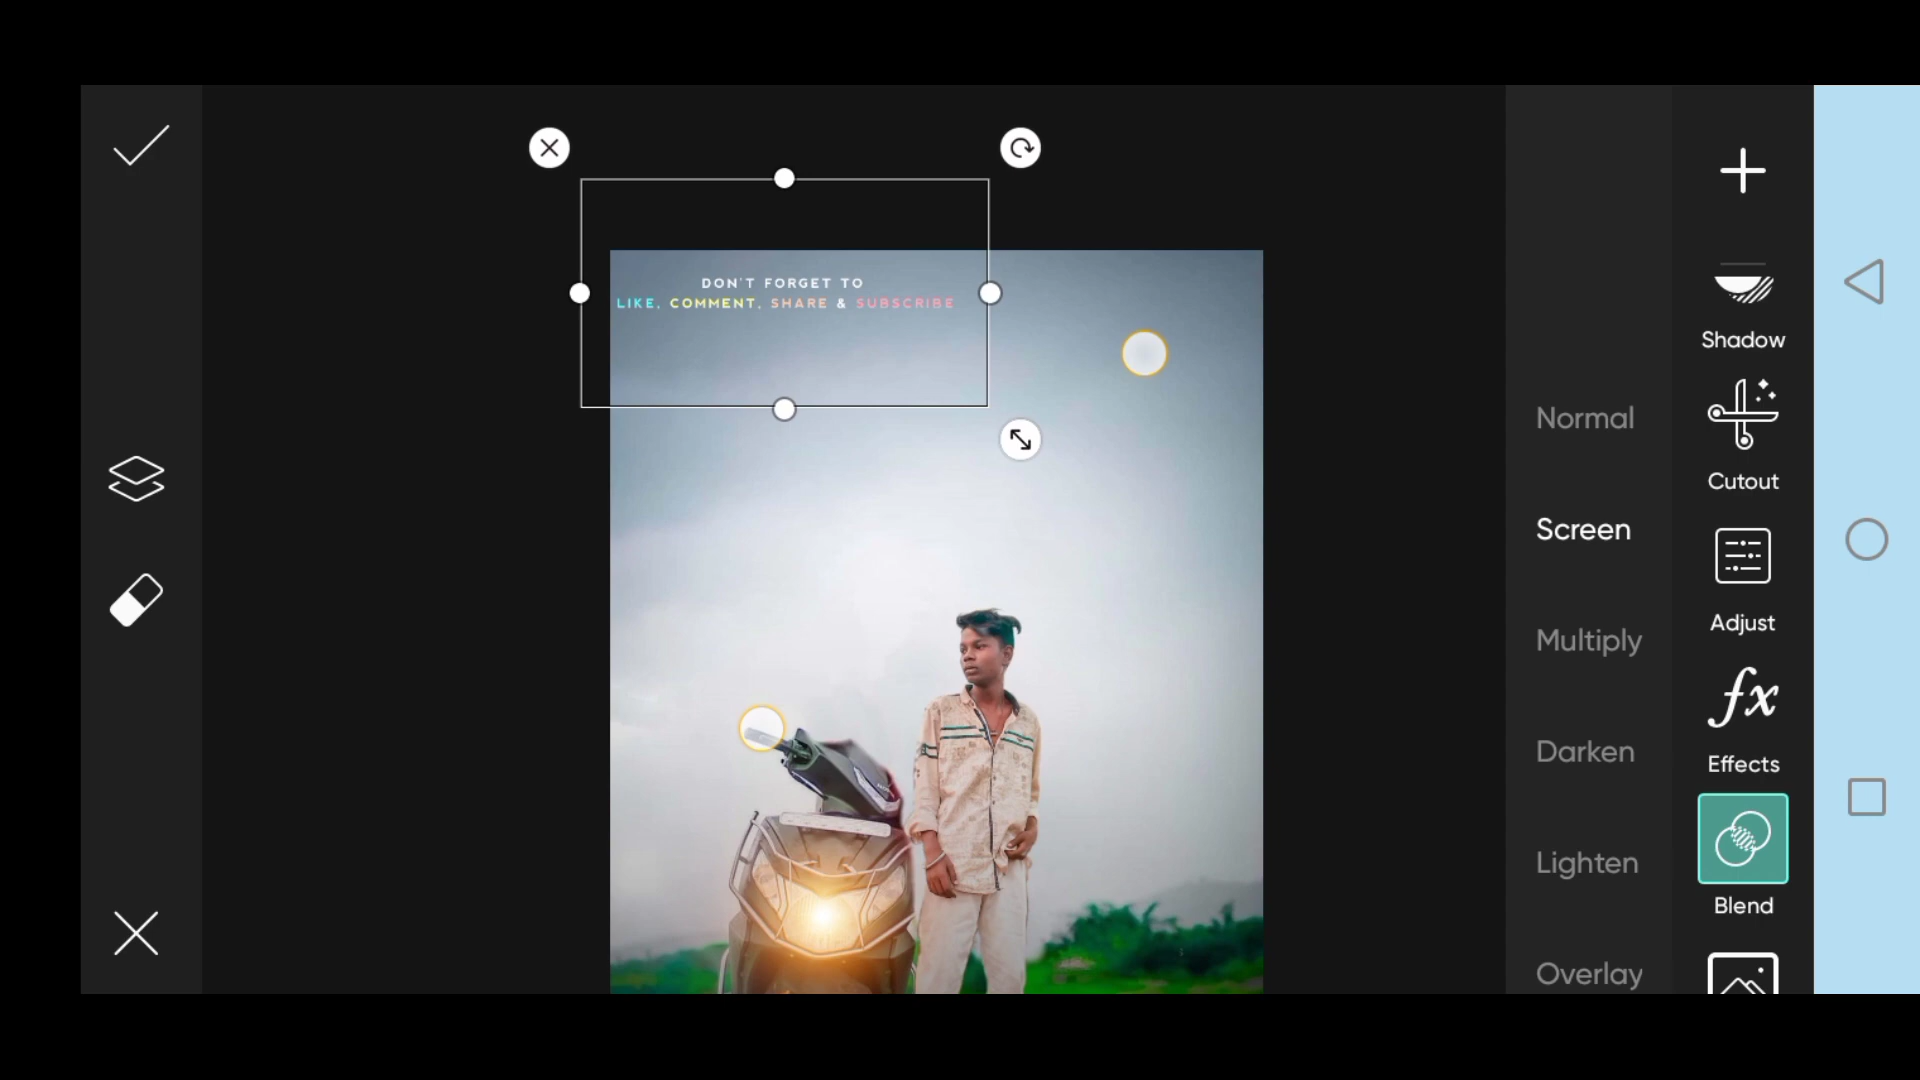 DON'T FORGET TO
LIKE, COMMENT, SHARE & SUBSCRIBE
Normal
Screen
Multiply
Darken
Lighten
Overlay
Shadow
Cutout
Adjust
fx
Effects
Blend